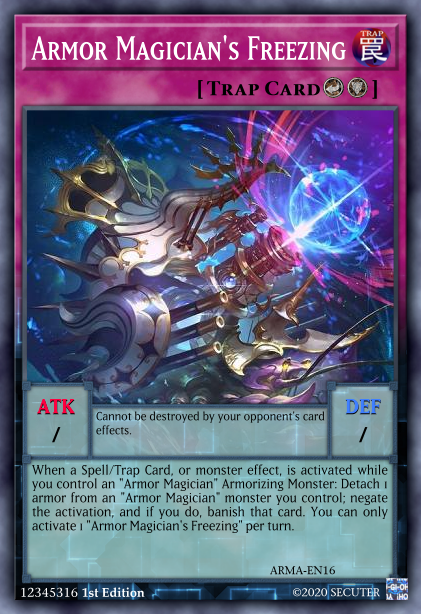 Armor Magician's Freezing
TRAP
罠
[Trap Card]
ATK
/
Cannot be destroyed by your opponent's card
effects.
DEF
/
When a Spell/Trap Card, or monster effect, is activated while
you control an "Armor Magician" Armorizing Monster: Detach 1
armor from an "Armor Magician" monster you control; negate
the activation, and if you do, banish that card. You can only
activate 1 "Armor Magician's Freezing" per turn.
ARMA-EN16
12345316 1st Edition
©2020 SECUTER